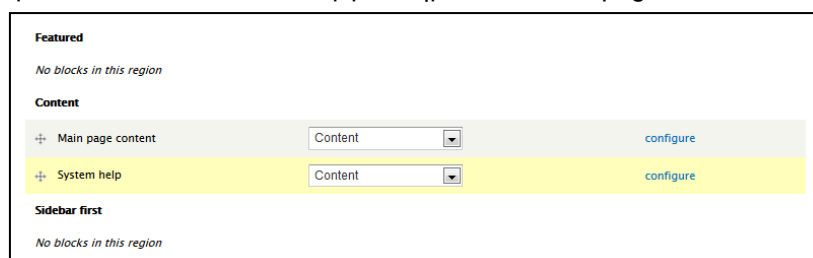 Featured
No blocks in this region
Content
Main page content Content configure
System help Content configure
Sidebar first
No blocks in this region